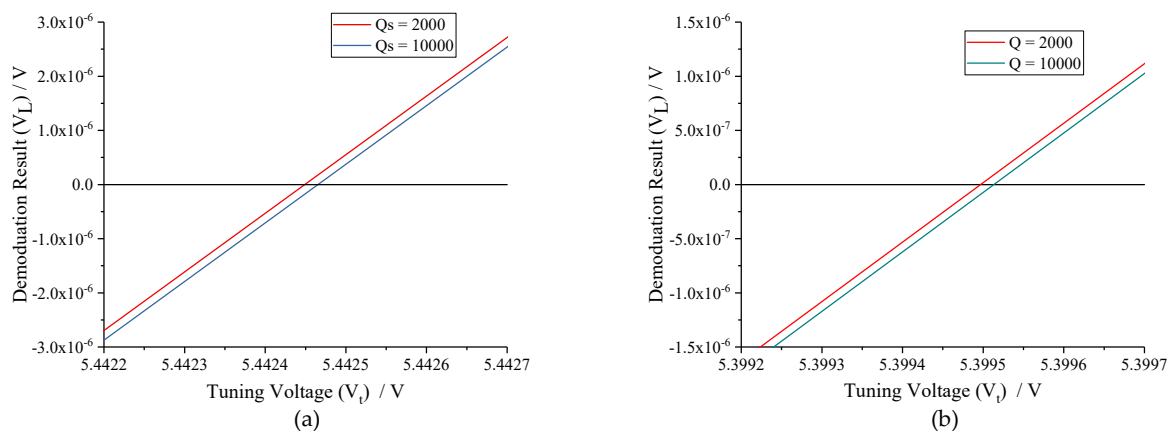 3.0x10⁻⁶
2.0x10⁻⁶
1.0x10⁻⁶
0.0
-1.0x10⁻⁶
-2.0x10⁻⁶
-3.0x10⁻⁶
Demoduation Result (V_L) / V
Qs = 2000
Qs = 10000
5.4422 5.4423 5.4424 5.4425 5.4426 5.4427
Tuning Voltage (V_t) / V
(a)
1.5x10⁻⁶
1.0x10⁻⁶
5.0x10⁻⁷
0.0
-5.0x10⁻⁷
-1.0x10⁻⁶
-1.5x10⁻⁶
Demoduation Result (V_L) / V
Q = 2000
Q = 10000
5.3992 5.3993 5.3994 5.3995 5.3996 5.3997
Tuning Voltage (V_t) / V
(b)